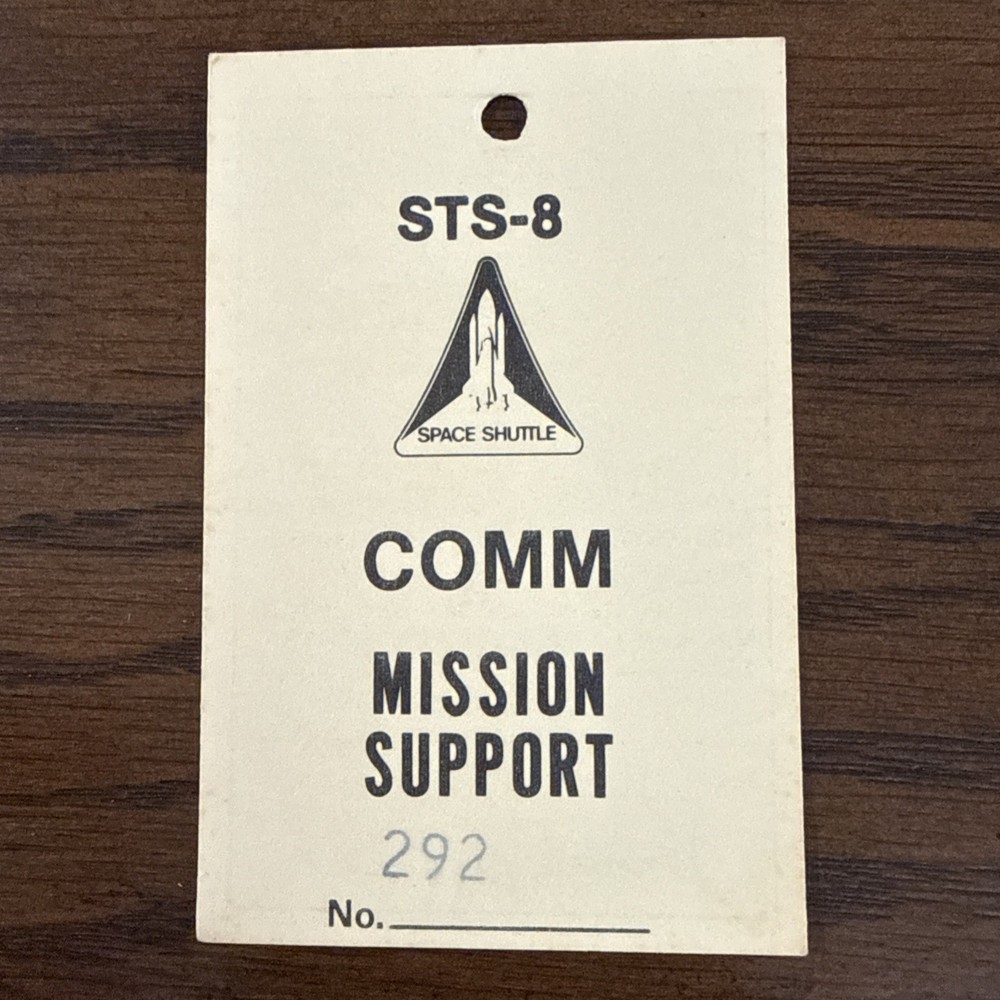 STS-8
SPACE SHUTTLE
COMM
MISSION
SUPPORT
292
No.